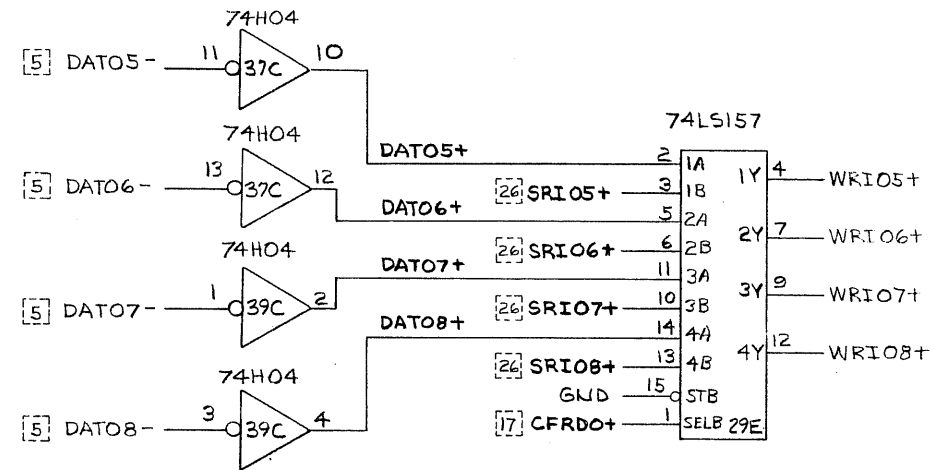 74H04
[5] DAT05- 11 37C 10
74H04
[5] DAT06- 13 37C 12
74H04
[5] DAT07- 1 39C 2
74H04
[5] DAT08- 3 39C 4
DAT05+
DAT06+
DAT07+
DAT08+
74LS157
2 1A
[26] SRI05+ 3 1B
5 2A
[26] SRI06+ 6 2B
11 3A
[26] SRI07+ 10 3B
14 4A
[26] SRI08+ 13 4B
GND 15 STB
[17] CFRD0+ 1 SELB 29E
1Y 4 WRI05+
2Y 7 WRI06+
3Y 9 WRI07+
4Y 12 WRI08+